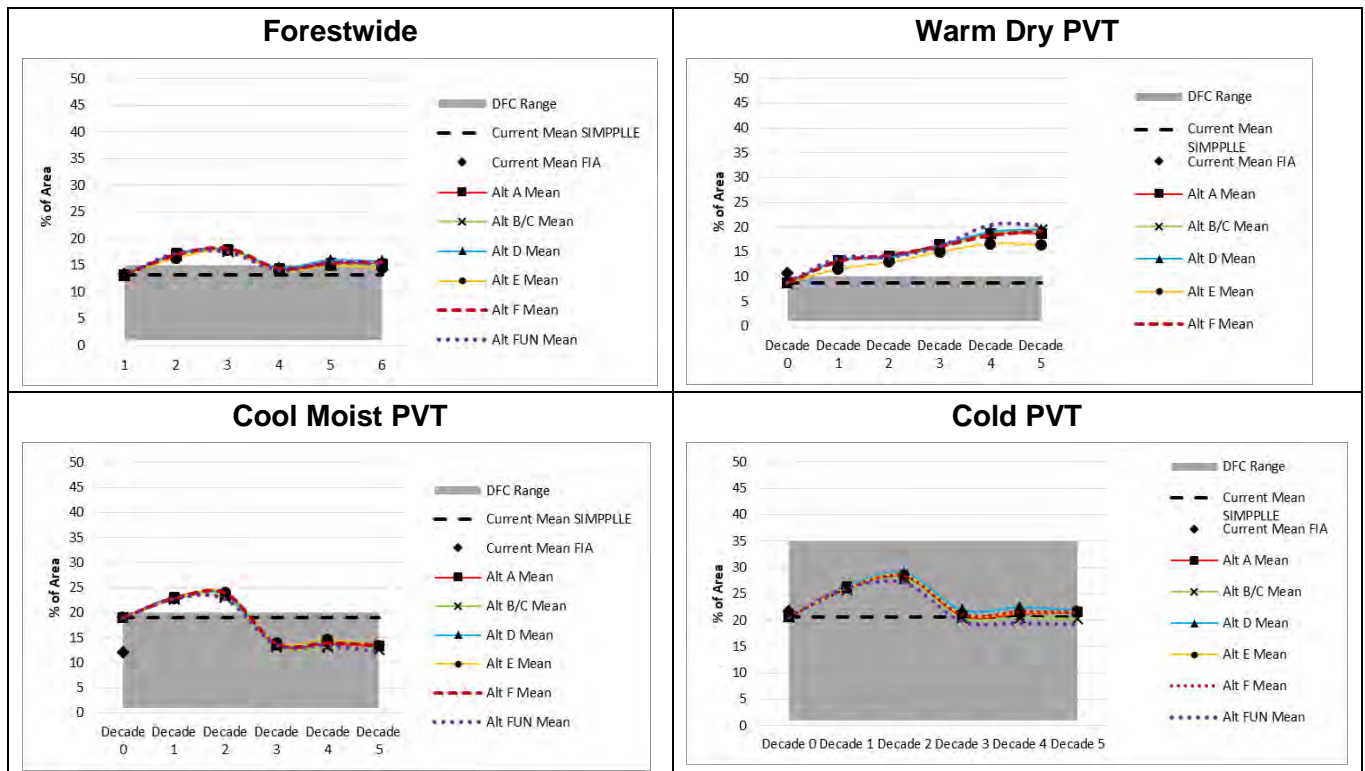 Forestwide
50
45
40
35
30
25
20
15
10
5
0
% of Area
1 2 3 4 5 6
DFC Range
Current Mean SIMPPLLE
Current Mean FIA
Alt A Mean
Alt B/C Mean
Alt D Mean
Alt E Mean
Alt F Mean
Alt FUN Mean
Warm Dry PVT
50
45
40
35
30
25
20
15
10
5
0
% of Area
Decade Decade Decade Decade Decade Decade
0 1 2 3 4 5
DFC Range
Current Mean
SIMPPLLE
Current Mean FIA
Alt A Mean
Alt B/C Mean
Alt D Mean
Alt E Mean
Alt F Mean
Cool Moist PVT
50
45
40
35
30
25
20
15
10
5
0
% of Area
Decade Decade Decade Decade Decade Decade
0 1 2 3 4 5
DFC Range
Current Mean SIMPPLLE
Current Mean FIA
Alt A Mean
Alt B/C Mean
Alt D Mean
Alt E Mean
Alt F Mean
Alt FUN Mean
Cold PVT
50
45
40
35
30
25
20
15
10
5
0
% of Area
Decade 0 Decade 1 Decade 2 Decade 3 Decade 4 Decade 5
DFC Range
Current Mean
SIMPPLLE
Current Mean FIA
Alt A Mean
Alt B/C Mean
Alt D Mean
Alt E Mean
Alt F Mean
Alt FUN Mean